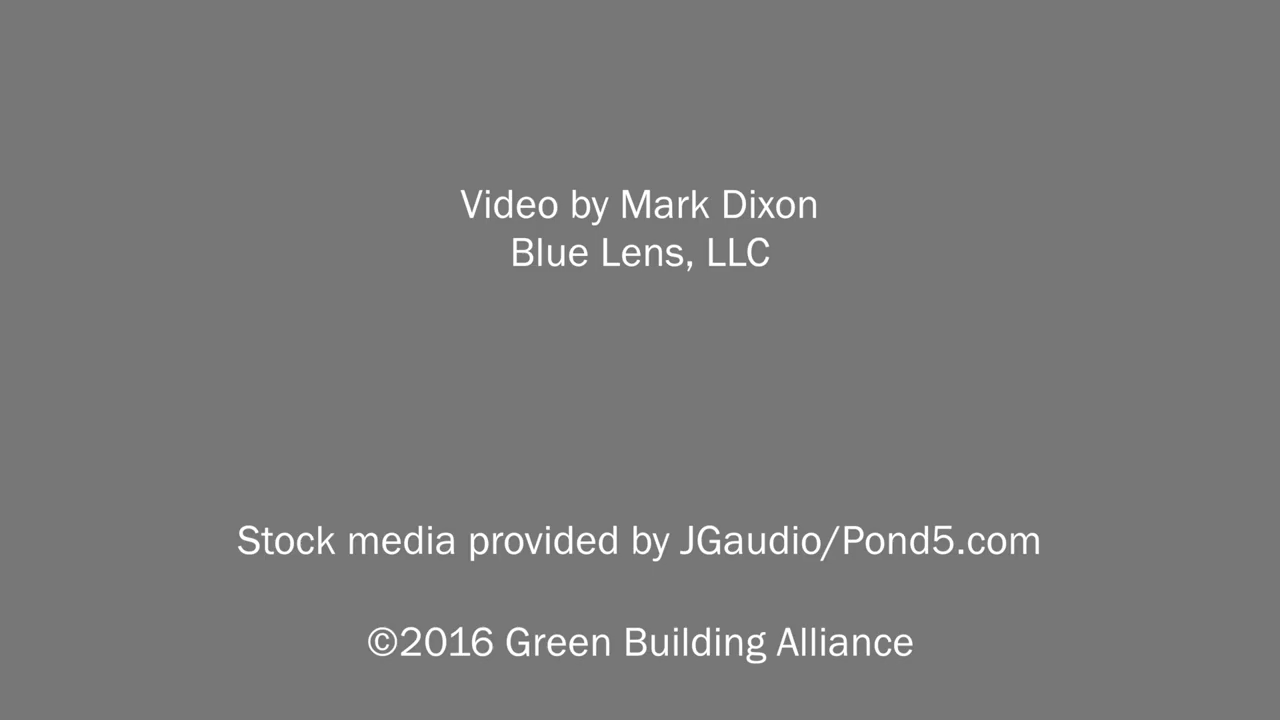 Video by Mark Dixon
Blue Lens, LLC
Stock media provided by JGaudio/Pond5.com
©2016 Green Building Alliance